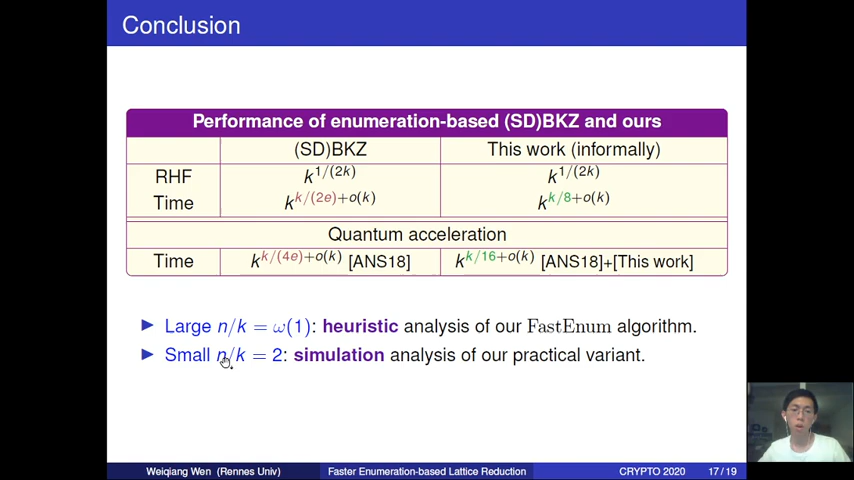 Conclusion
Performance of enumeration-based (SD)BKZ and ours
(SD)BKZ This work (informally)
RHF k^{1/(2k)} k^{1/(2k)}
Time k^{k/(2e)+o(k)} k^{k/8+o(k)}
Quantum acceleration
Time k^{k/(4e)+o(k)} [ANS18] k^{k/16+o(k)} [ANS18]+[This work]
▶ Large n/k = ω(1): heuristic analysis of our FastEnum algorithm.
▶ Small n/k = 2: simulation analysis of our practical variant.
Weiqiang Wen (Rennes Univ) Faster Enumeration-based Lattice Reduction CRYPTO 2020 17 / 19